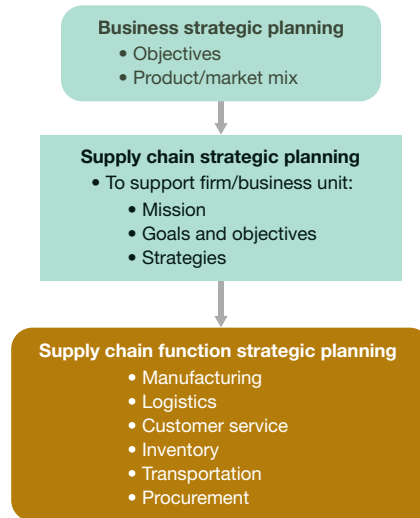 Business strategic planning
• Objectives
• Product/market mix
Supply chain strategic planning
• To support firm/business unit:
• Mission
• Goals and objectives
• Strategies
Supply chain function strategic planning
• Manufacturing
• Logistics
• Customer service
• Inventory
• Transportation
• Procurement